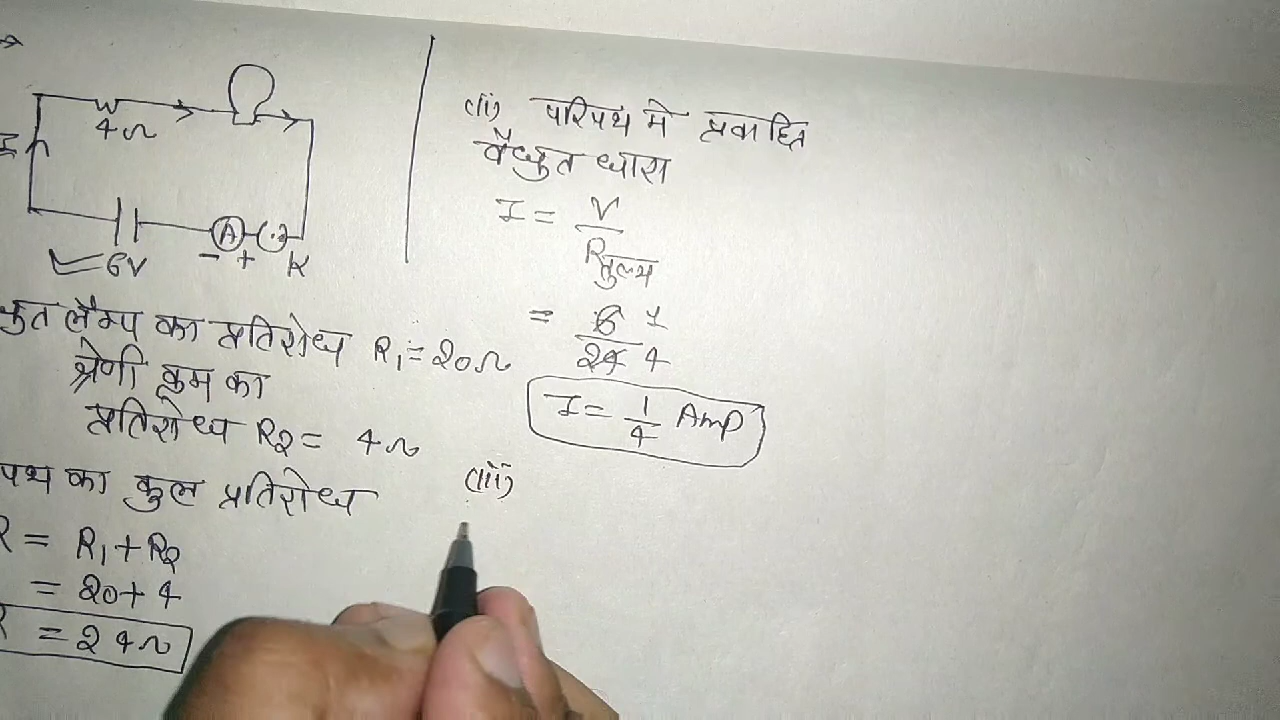 4Ω
A
- +
K
6V
लैम्प का प्रतिरोध R₁ = 20Ω
श्रेणी क्रम का
प्रतिरोध R2 = 4Ω
का कुल प्रतिरोध
= R₁ + R2
= 20 + 4
= 24Ω
(ii) परिपथ मे प्रवाहित
वैधुत धारा
I = V
R तुल्य
= 6 1
24 4
I = 1/4 Amp
(iii)